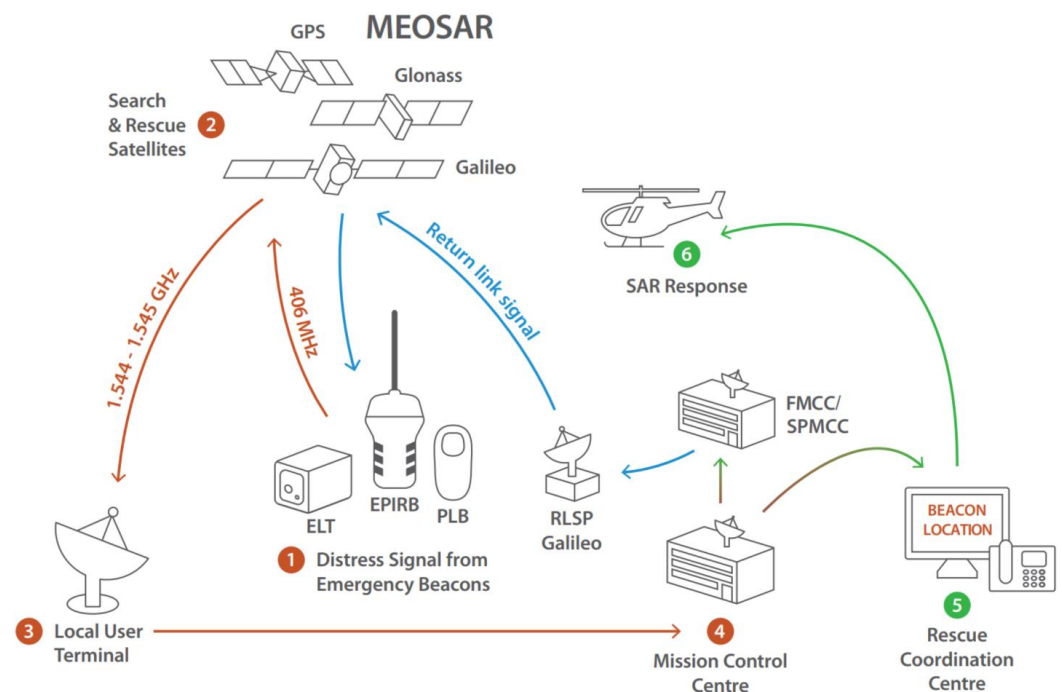 MEOSAR
GPS
Glonass
Galileo
Search
& Rescue
Satellites
2
1.544 - 1.545 GHz
406 MHz
Return link signal
6
SAR Response
FMCC/
SPMCC
ELT
EPIRB
PLB
RLSP
Galileo
BEACON
LOCATION
1
Distress Signal from
Emergency Beacons
3
Local User
Terminal
4
Mission Control
Centre
5
Rescue
Coordination
Centre